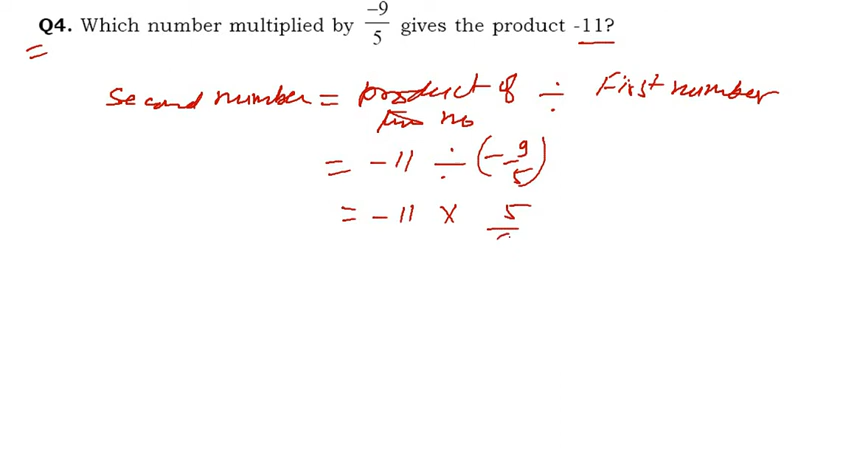 Q4. Which number multiplied by -9/5 gives the product -11?
=
Second number = product of ÷ First number
two no
= -11 ÷ (-9/5)
= -11 × 5/